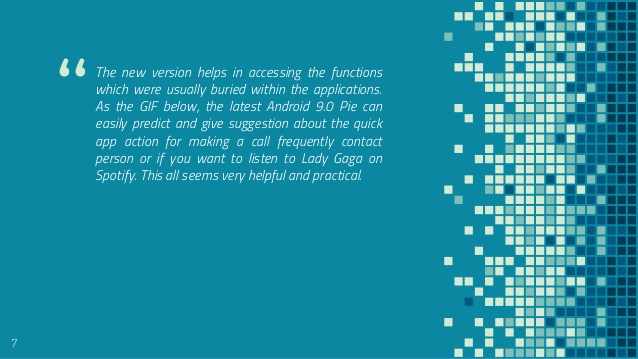 “
The new version helps in accessing the functions
which were usually buried within the applications.
As the GIF below, the latest Android 9.0 Pie can
easily predict and give suggestion about the quick
app action for making a call frequently contact
person or if you want to listen to Lady Gaga on
Spotify. This all seems very helpful and practical.
7